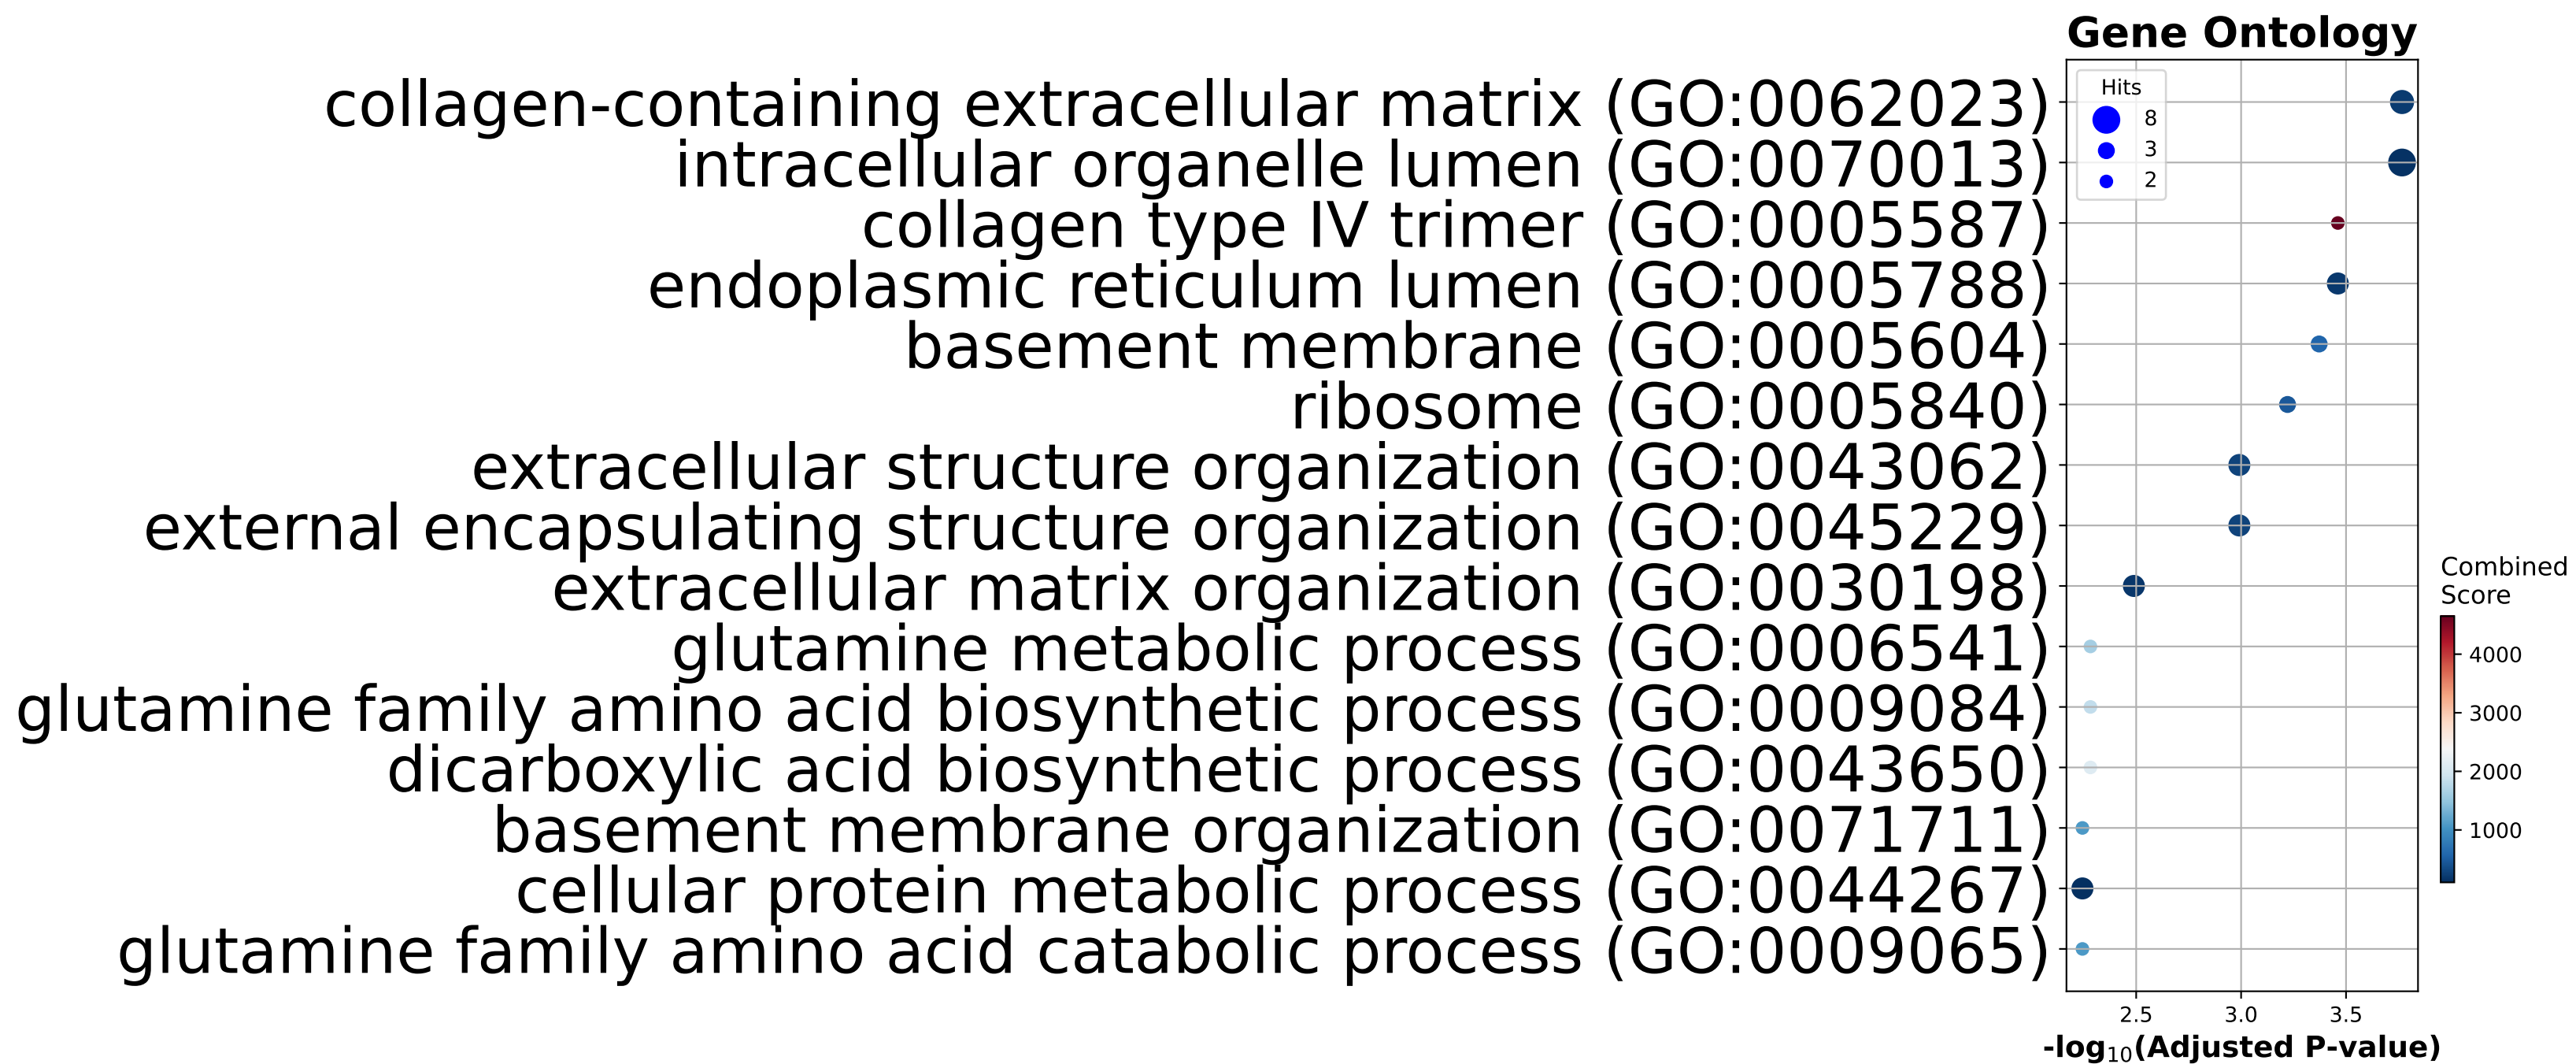 Gene Ontology
collagen-containing extracellular matrix (GO:0062023)
intracellular organelle lumen (GO:0070013)
collagen type IV trimer (GO:0005587)
endoplasmic reticulum lumen (GO:0005788)
basement membrane (GO:0005604)
ribosome (GO:0005840)
extracellular structure organization (GO:0043062)
external encapsulating structure organization (GO:0045229)
extracellular matrix organization (GO:0030198)
glutamine metabolic process (GO:0006541)
glutamine family amino acid biosynthetic process (GO:0009084)
dicarboxylic acid biosynthetic process (GO:0043650)
basement membrane organization (GO:0071711)
cellular protein metabolic process (GO:0044267)
glutamine family amino acid catabolic process (GO:0009065)
Hits
8
3
2
2.5 3.0 3.5
-log₁₀(Adjusted P-value)
Combined
Score
4000
3000
2000
1000